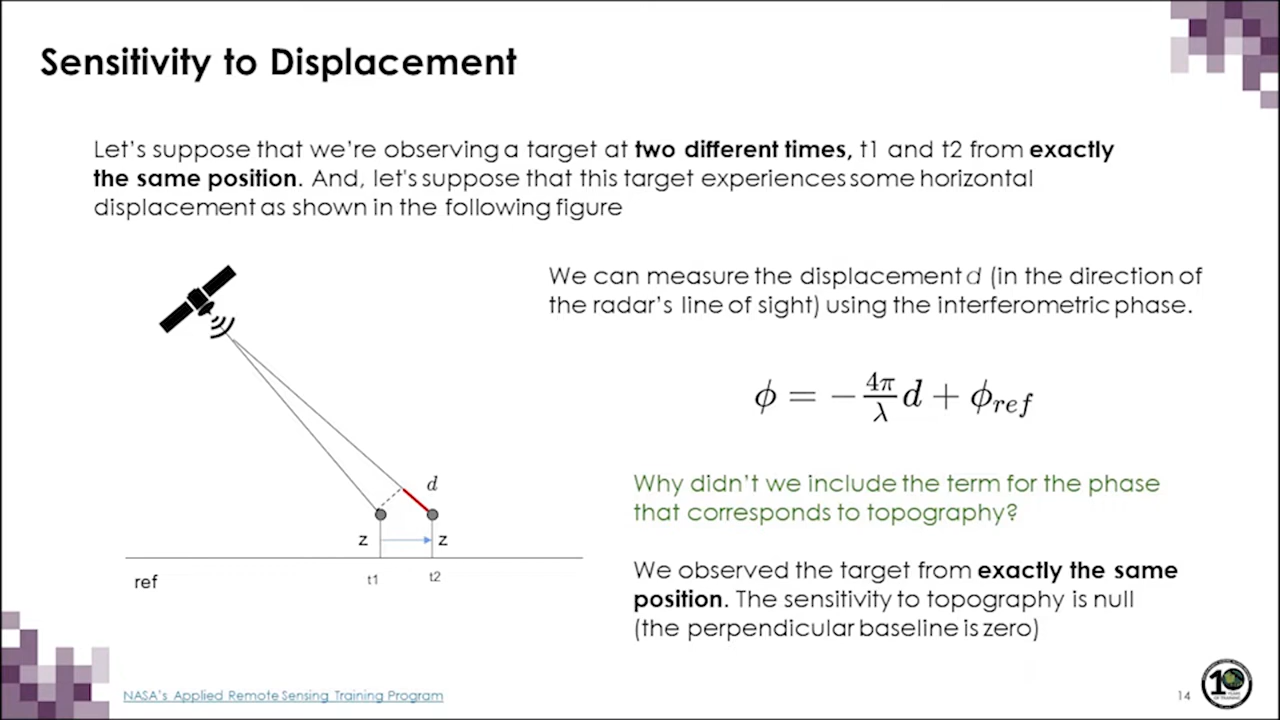 Sensitivity to Displacement
Let's suppose that we're observing a target at two different times, t1 and t2 from exactly
the same position. And, let's suppose that this target experiences some horizontal
displacement as shown in the following figure
We can measure the displacement d (in the direction of
the radar's line of sight) using the interferometric phase.
ϕ = − 4π/λ d + ϕref
Why didn't we include the term for the phase
that corresponds to topography?
We observed the target from exactly the same
position. The sensitivity to topography is null
(the perpendicular baseline is zero)
d
z z
ref t1 t2
NASA's Applied Remote Sensing Training Program
14
10